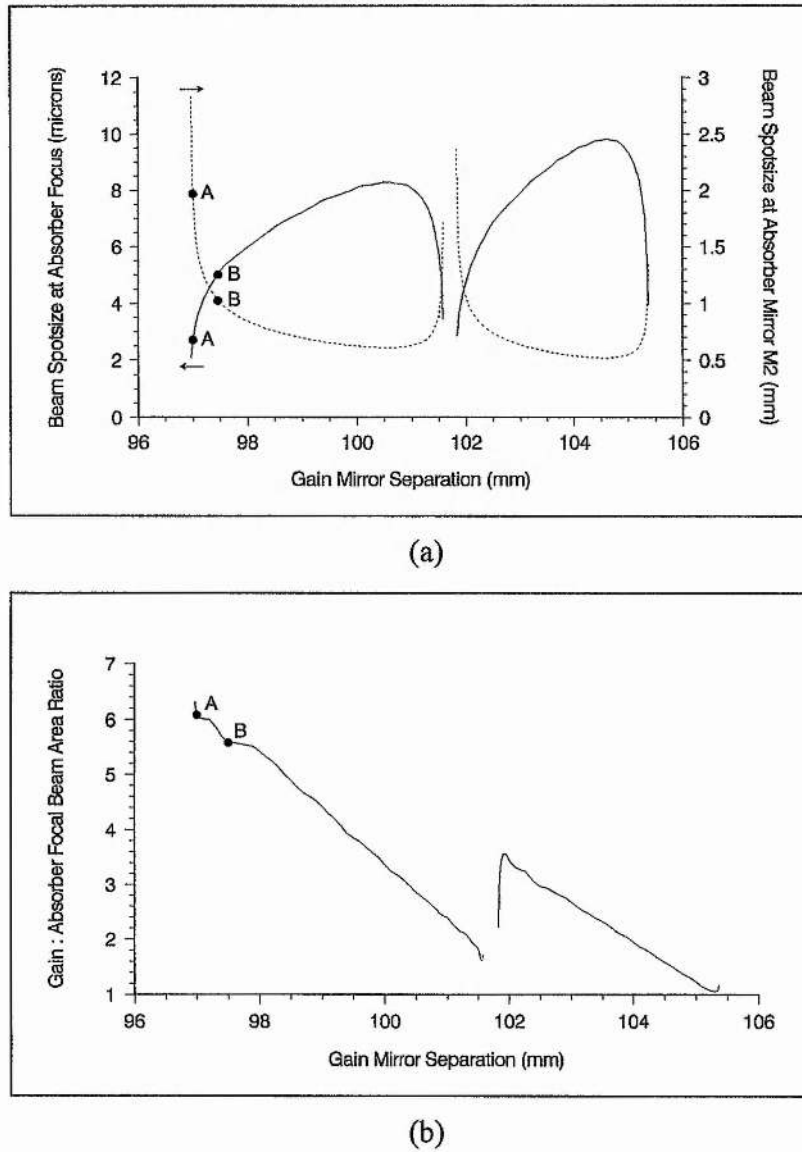 Beam Spotsize at Absorber Focus (microns)
12
10
8
6
4
2
0
A
B
B
A
3
2.5
2
1.5
1
0.5
0
Beam Spotsize at Absorber Mirror M2 (mm)
96 98 100 102 104 106
Gain Mirror Separation (mm)
(a)
Gain : Absorber Focal Beam Area Ratio
7
6
5
4
3
2
1
A
B
96 98 100 102 104 106
Gain Mirror Separation (mm)
(b)